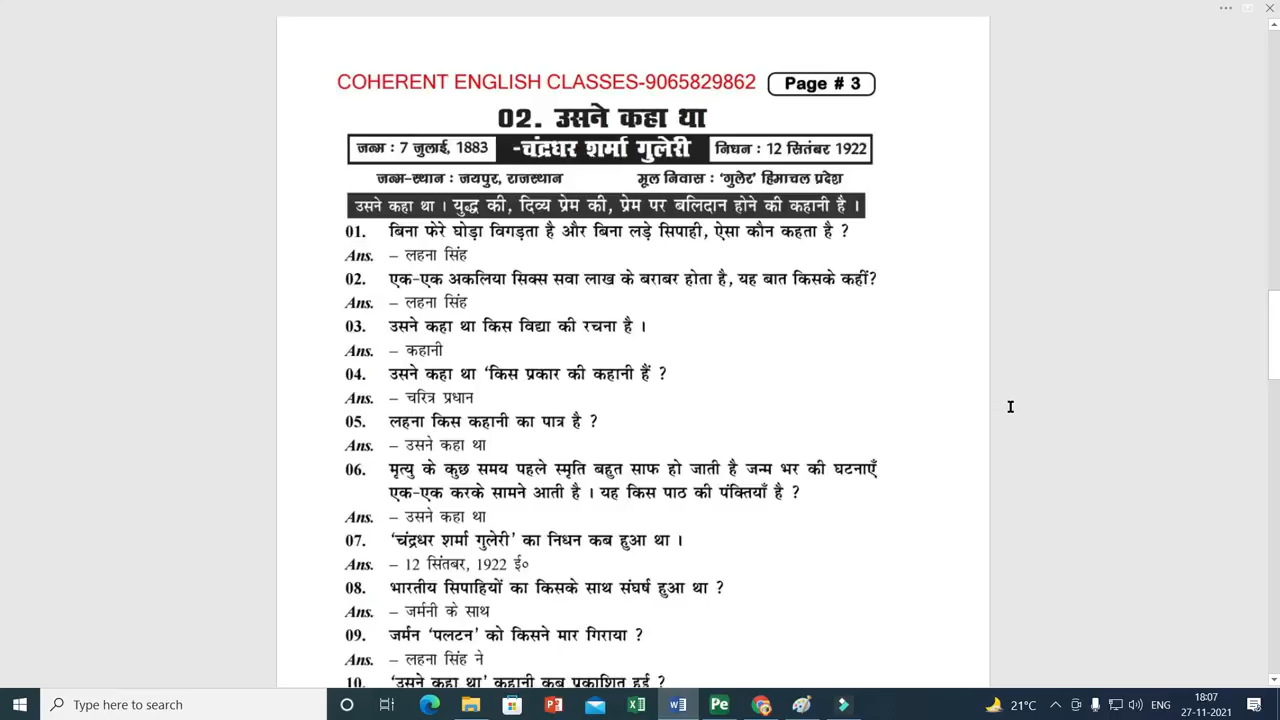 COHERENT ENGLISH CLASSES-9065829862 Page # 3
02. उसने कहा था
जन्म : 7 जुलाई, 1883 -चंद्रधर शर्मा गुलेरी निधन : 12 सितंबर 1922
जन्म-स्थान : जयपुर, राजस्थान मूल निवास : ‘गुलेर’ हिमाचल प्रदेश
उसने कहा था । युद्ध की, दिव्य प्रेम की, प्रेम पर बलिदान होने की कहानी है ।
01. बिना फेरे घोड़ा विगड़ता है और बिना लड़े सिपाही, ऐसा कौन कहता है ?
Ans. – लहना सिंह
02. एक-एक अकलिया सिक्स सवा लाख के बराबर होता है, यह बात किसके कहीं?
Ans. – लहना सिंह
03. उसने कहा था किस विद्या की रचना है ।
Ans. – कहानी
04. उसने कहा था ‘किस प्रकार की कहानी हैं ?
Ans. – चरित्र प्रधान
05. लहना किस कहानी का पात्र है ?
Ans. – उसने कहा था
06. मृत्यु के कुछ समय पहले स्मृति बहुत साफ हो जाती है जन्म भर की घटनाएँ
एक-एक करके सामने आती है । यह किस पाठ की पंक्तियाँ है ?
Ans. – उसने कहा था
07. ‘चंद्रधर शर्मा गुलेरी’ का निधन कब हुआ था ।
Ans. – 12 सिंतबर, 1922 ई०
08. भारतीय सिपाहियों का किसके साथ संघर्ष हुआ था ?
Ans. – जर्मनी के साथ
09. जर्मन ‘पलटन’ को किसने मार गिराया ?
Ans. – लहना सिंह ने
10. ‘उसने कहा था’ कहानी कब प्रकाशित हुई ?
Type here to search
21°C ENG 18:07
27-11-2021